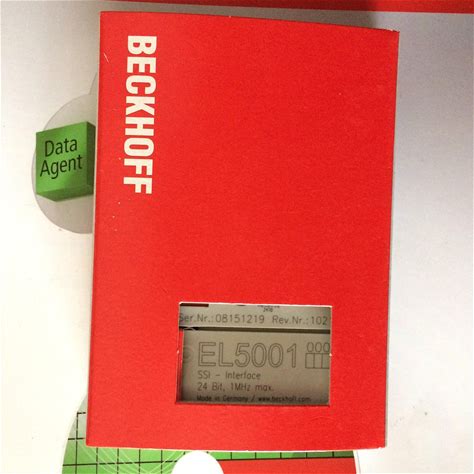 BECKHOFF
Data
Agent
Ser.Nr.:08151219 Rev.Nr.:102
EL5001 000
SSI - Interface
24 Bit, 1MHz max.
Made in Germany / www.beckhoff.com